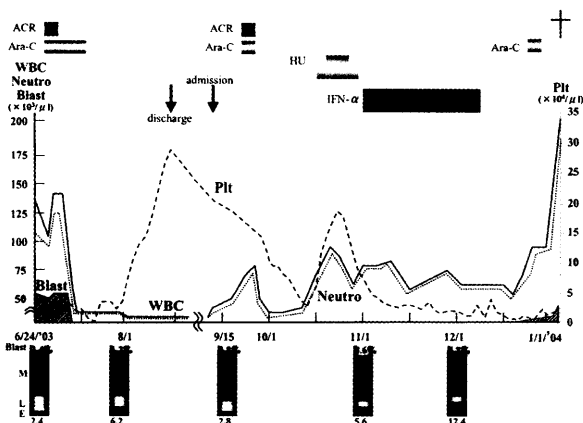 ACR
Ara-C
ACR
Ara-C
HU
IFN-α
Ara-C
WBC
Neutro
Blast
(×10³/μl)
Plt
(×10⁴/μl)
discharge
admission
200
175
150
125
100
75
50
35
30
25
20
15
10
5
0
Plt
Blast
WBC
Neutro
6/24/'03
8/1
9/15
10/1
11/1
12/1
1/1/'04
Blast
M
L
E
2.4
6.2
2.8
5.6
12.4